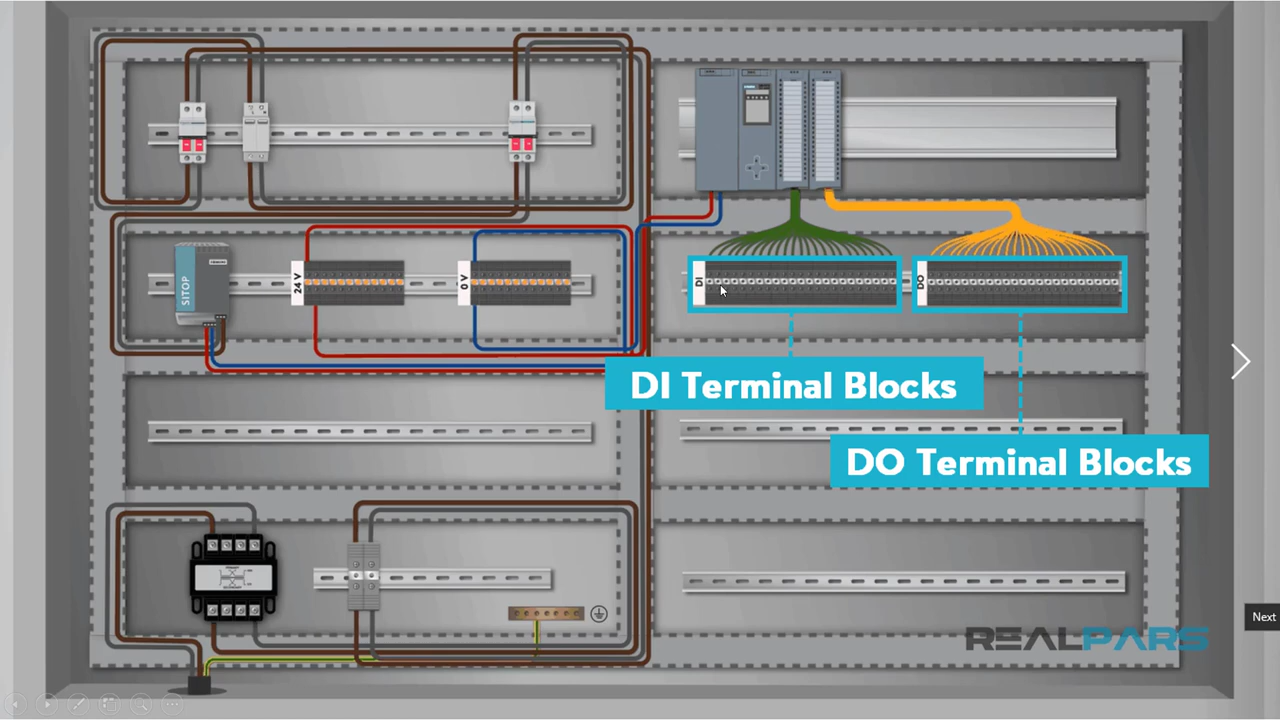 SITOP
24 V
0 V
DI
DO
DI Terminal Blocks
DO Terminal Blocks
Next
REALPARS